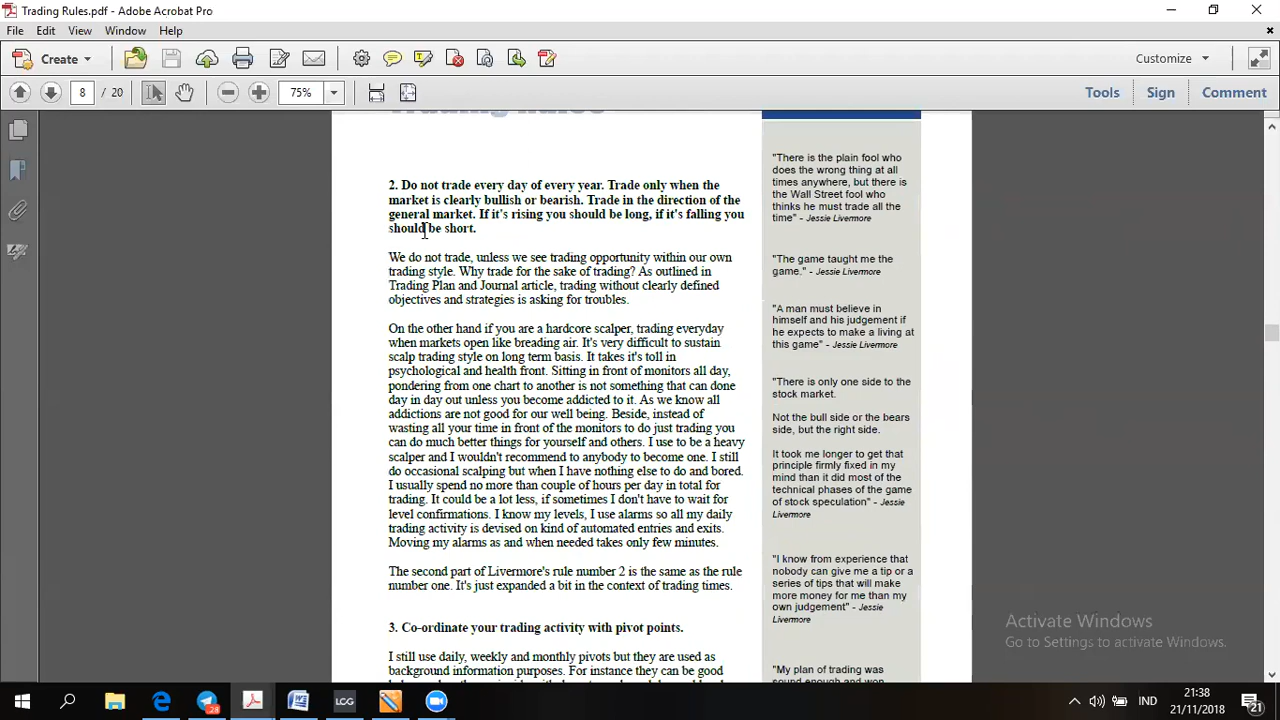 Trading Rules.pdf - Adobe Acrobat Pro
File Edit View Window Help
Create
Customize
8 / 20
75%
Tools
Sign
Comment
Trading Rules
2. Do not trade every day of every year. Trade only when the
market is clearly bullish or bearish. Trade in the direction of the
general market. If it's rising you should be long, if it's falling you
should be short.
We do not trade, unless we see trading opportunity within our own
trading style. Why trade for the sake of trading? As outlined in
Trading Plan and Journal article, trading without clearly defined
objectives and strategies is asking for troubles.
On the other hand if you are a hardcore scalper, trading everyday
when markets open like breading air. It's very difficult to sustain
scalp trading style on long term basis. It takes it's toll in
psychological and health front. Sitting in front of monitors all day,
pondering from one chart to another is not something that can done
day in day out unless you become addicted to it. As we know all
addictions are not good for our well being. Beside, instead of
wasting all your time in front of the monitors to do just trading you
can do much better things for yourself and others. I use to be a heavy
scalper and I wouldn't recommend to anybody to become one. I still
do occasional scalping but when I have nothing else to do and bored.
I usually spend no more than couple of hours per day in total for
trading. It could be a lot less, if sometimes I don't have to wait for
level confirmations. I know my levels, I use alarms so all my daily
trading activity is devised on kind of automated entries and exits.
Moving my alarms as and when needed takes only few minutes.
The second part of Livermore's rule number 2 is the same as the rule
number one. It's just expanded a bit in the context of trading times.
3. Co-ordinate your trading activity with pivot points.
I still use daily, weekly and monthly pivots but they are used as
background information purposes. For instance they can be good
"There is the plain fool who
does the wrong thing at all
times anywhere, but there is
the Wall Street fool who
thinks he must trade all the
time" - Jessie Livermore
"The game taught me the
game." - Jessie Livermore
"A man must believe in
himself and his judgement if
he expects to make a living at
this game" - Jessie Livermore
"There is only one side to the
stock market.
Not the bull side or the bears
side, but the right side.
It took me longer to get that
principle firmly fixed in my
mind than it did most of the
technical phases of the game
of stock speculation" - Jessie
Livermore
"I know from experience that
nobody can give me a tip or a
series of tips that will make
more money for me than my
own judgement" - Jessie
Livermore
"My plan of trading was
sound enough and won
Activate Windows
Go to Settings to activate Windows.
28
LCG
IND
21:38
21/11/2018
21